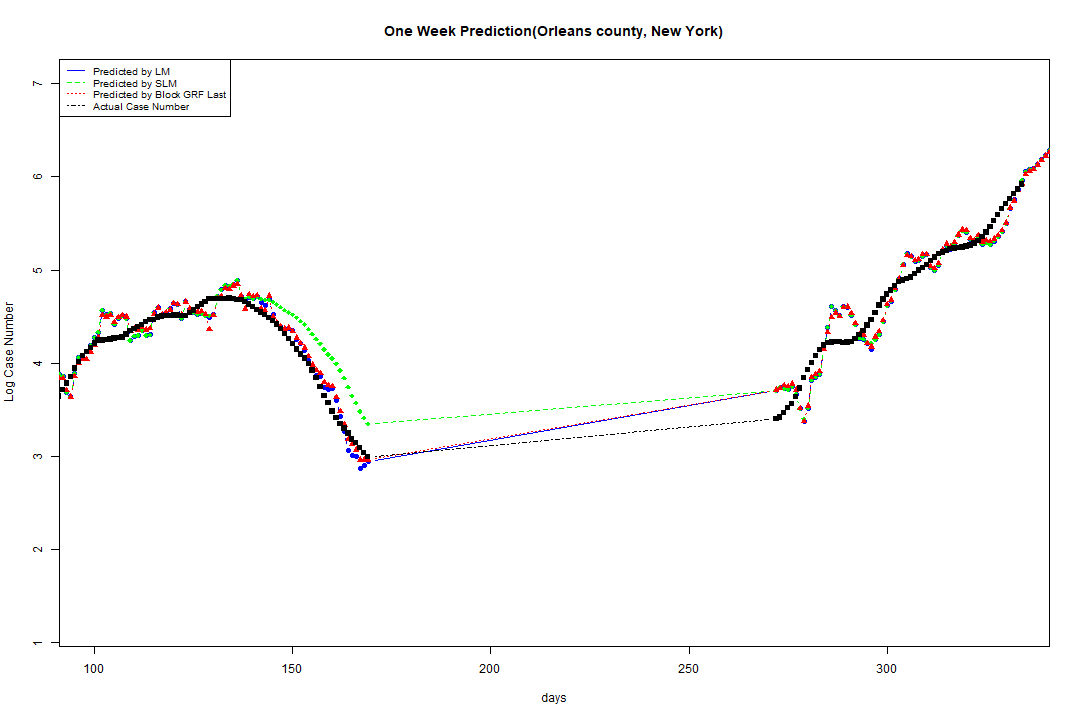 One Week Prediction(Orleans county, New York)
Predicted by LM
Predicted by SLM
Predicted by Block GRF Last
Actual Case Number
7
6
5
4
3
2
1
Log Case Number
100 150 200 250 300
days